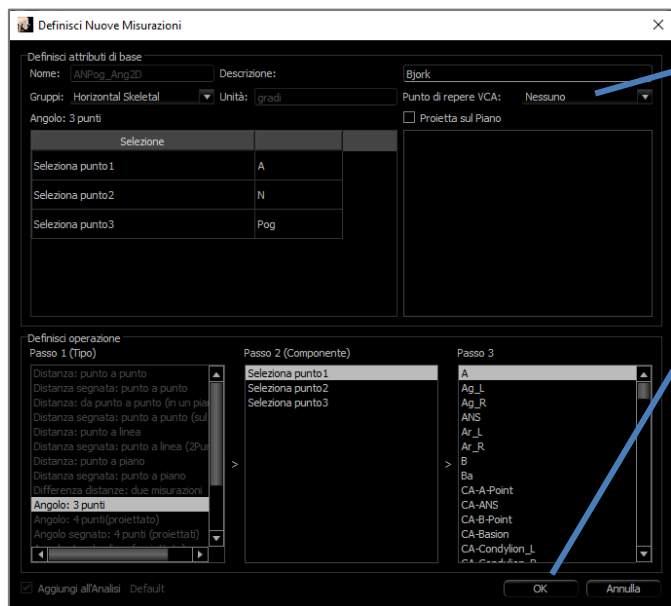 Definisci Nuove Misurazioni
Definisci attributi di base
Nome: ANPog_Ang2D Descrizione: Bjork
Gruppi: Horizontal Skeletal Unità: gradi Punto di repere VCA: Nessuno
Angolo: 3 punti Proietta sul Piano
Selezione
Seleziona punto1 A
Seleziona punto2 N
Seleziona punto3 Pog
Definisci operazione
Passo 1 (Tipo) Passo 2 (Componente) Passo 3
Distanza: punto a punto Seleziona punto1 A
Distanza segnata: punto a punto Seleziona punto2 Ag_L
Distanza: da punto a punto (in un pian Seleziona punto3 Ag_R
Distanza segnata: punto a punto (sul ANS
Distanza: punto a linea Ar_L
Distanza segnata: punto a linea (2Pun Ar_R
Distanza: punto a piano B
Distanza segnata: punto a piano > > Ba
Differenza distanze: due misurazioni CA-A-Point
Angolo: 3 punti CA-ANS
Angolo: 4 punti(proiettato) CA-B-Point
Angolo segnato: 4 punti (proiettati) CA-Basion
CA-Condylion_L
Aggiungi all'Analisi Default OK Annulla